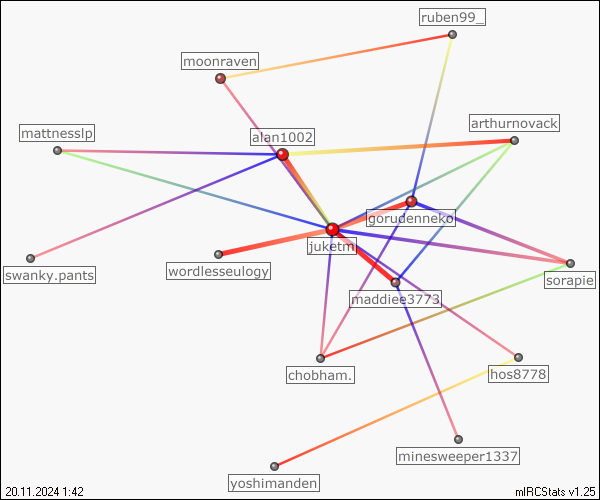 ruben99_
moonraven
arthurnovack
mattnesslp
alan1002
gorudenneko
juketm
swanky.pants
wordlesseulogy
sorapie
maddiee3773
chobham.
hos8778
minesweeper1337
yoshimanden
20.11.2024 1:42
mIRCStats v1.25